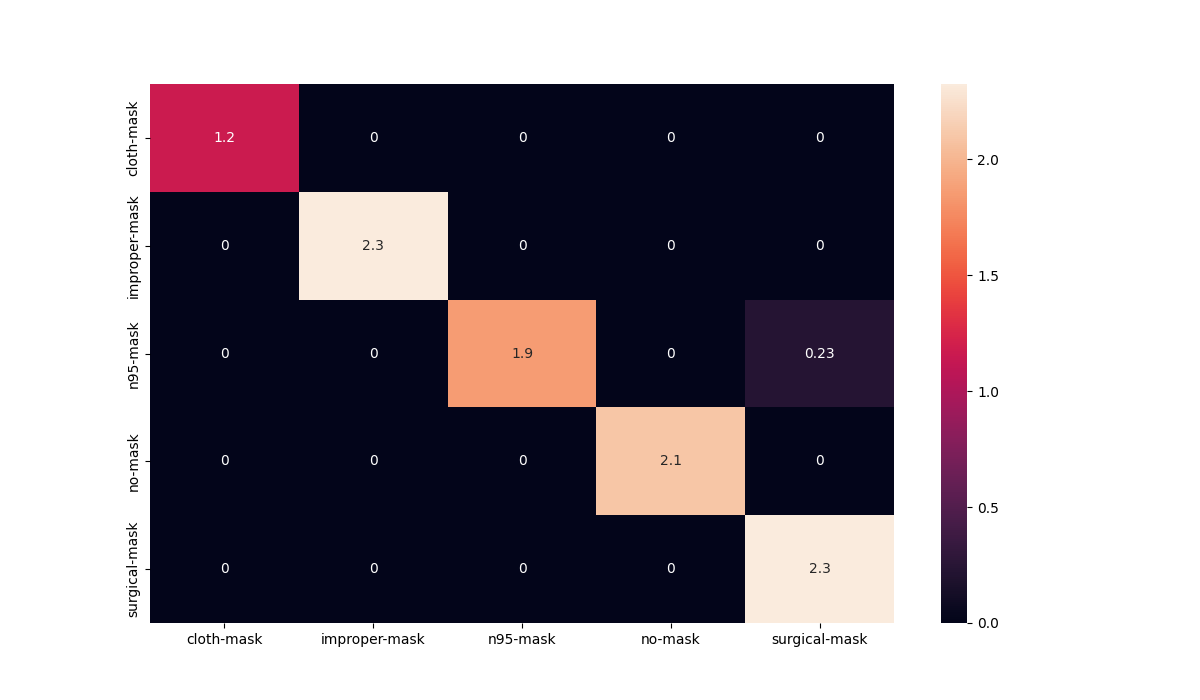 cloth-mask 1.2 0 0 0 0
improper-mask 0 2.3 0 0 0
n95-mask 0 0 1.9 0 0.23
no-mask 0 0 0 2.1 0
surgical-mask 0 0 0 0 2.3
cloth-mask improper-mask n95-mask no-mask surgical-mask
2.0
1.5
1.0
0.5
0.0